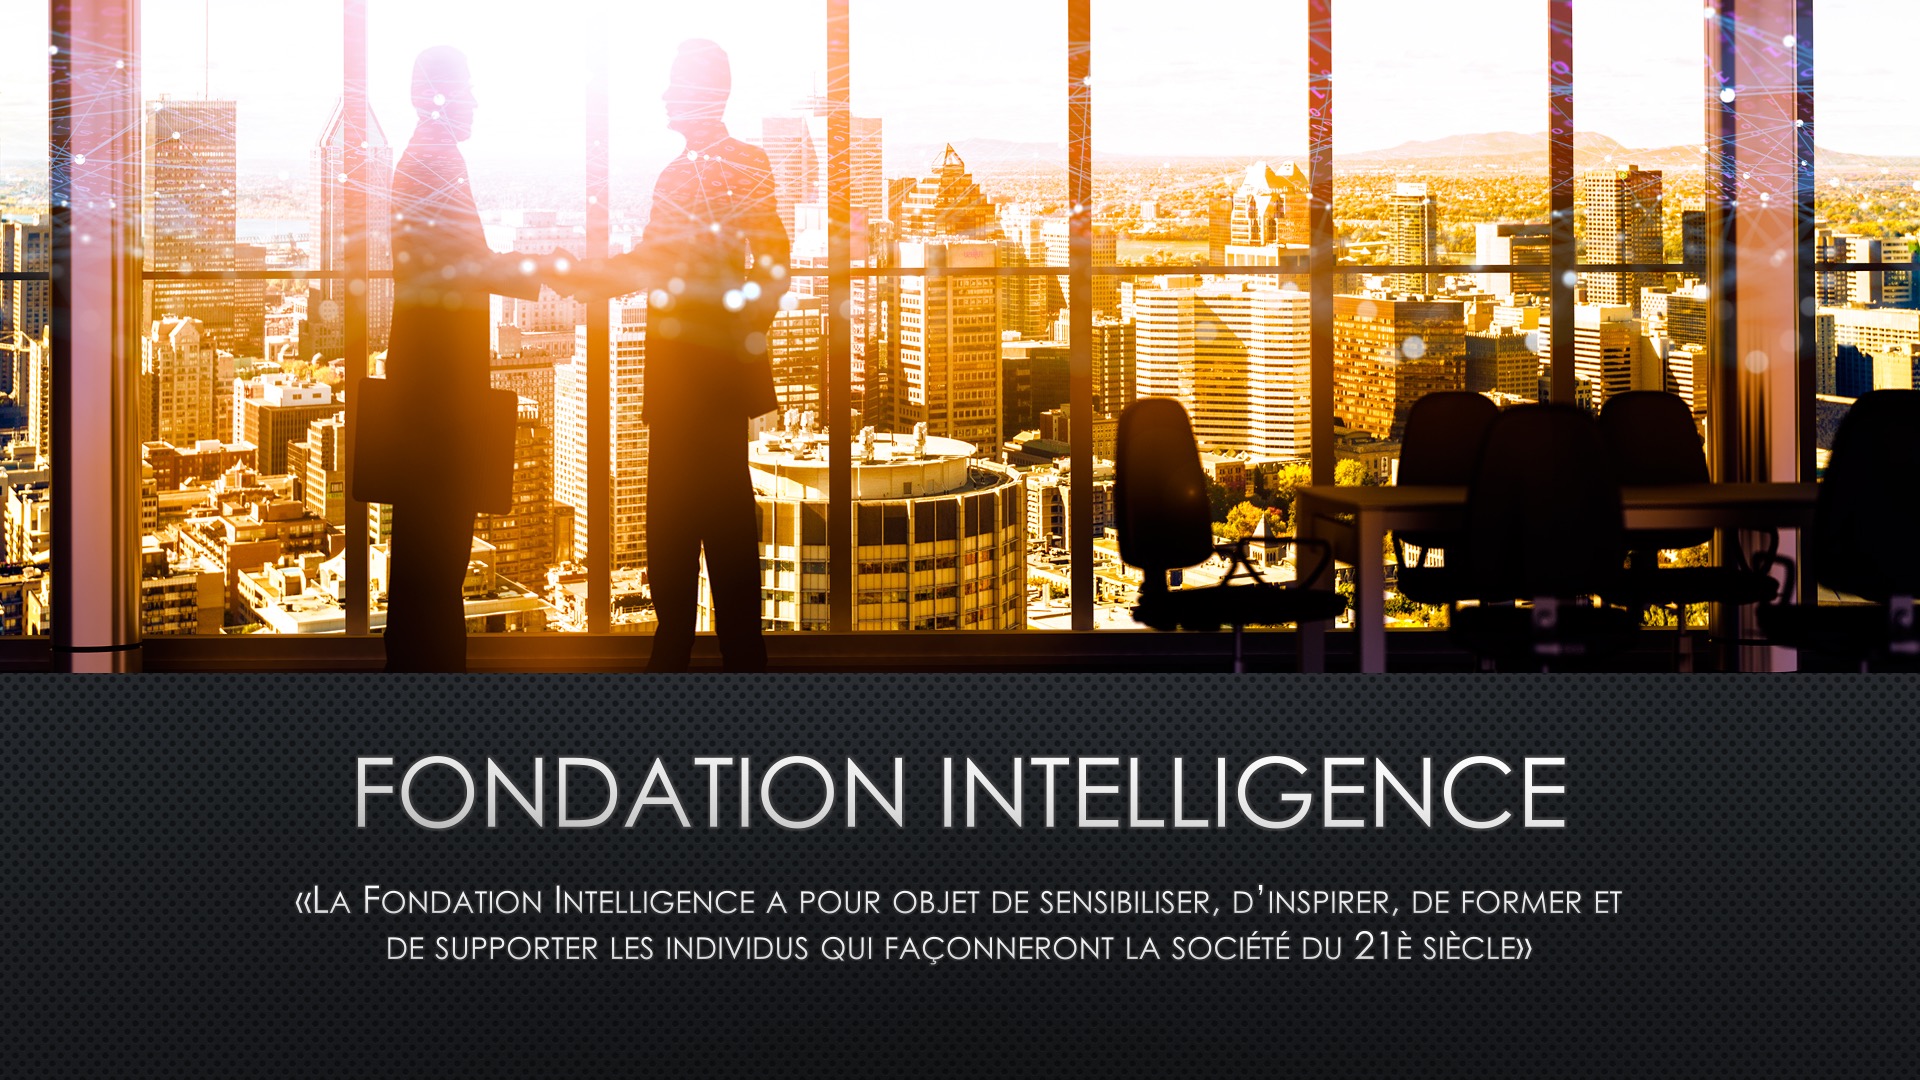 FONDATION INTELLIGENCE
«La Fondation Intelligence a pour objet de sensibiliser, d’inspirer, de former et
de supporter les individus qui façonneront la société du 21è siècle»